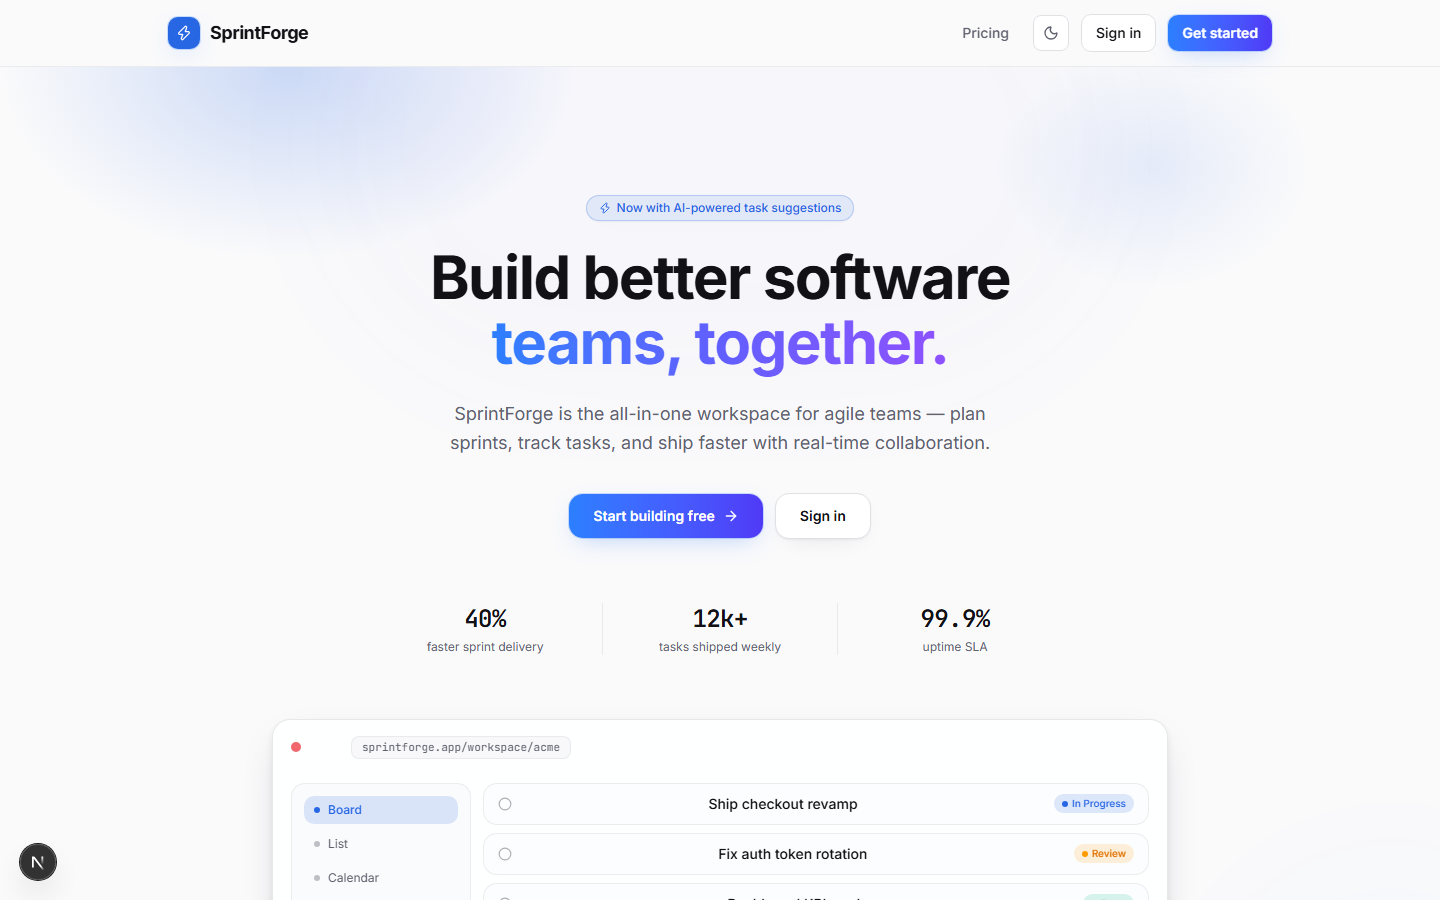 SprintForge
Pricing
Sign in
Get started
Now with AI-powered task suggestions
Build better software
teams, together.
SprintForge is the all-in-one workspace for agile teams — plan
sprints, track tasks, and ship faster with real-time collaboration.
Start building free
Sign in
40%
faster sprint delivery
12k+
tasks shipped weekly
99.9%
uptime SLA
sprintforge.app/workspace/acme
Board
List
Calendar
Ship checkout revamp
In Progress
Fix auth token rotation
Review
N